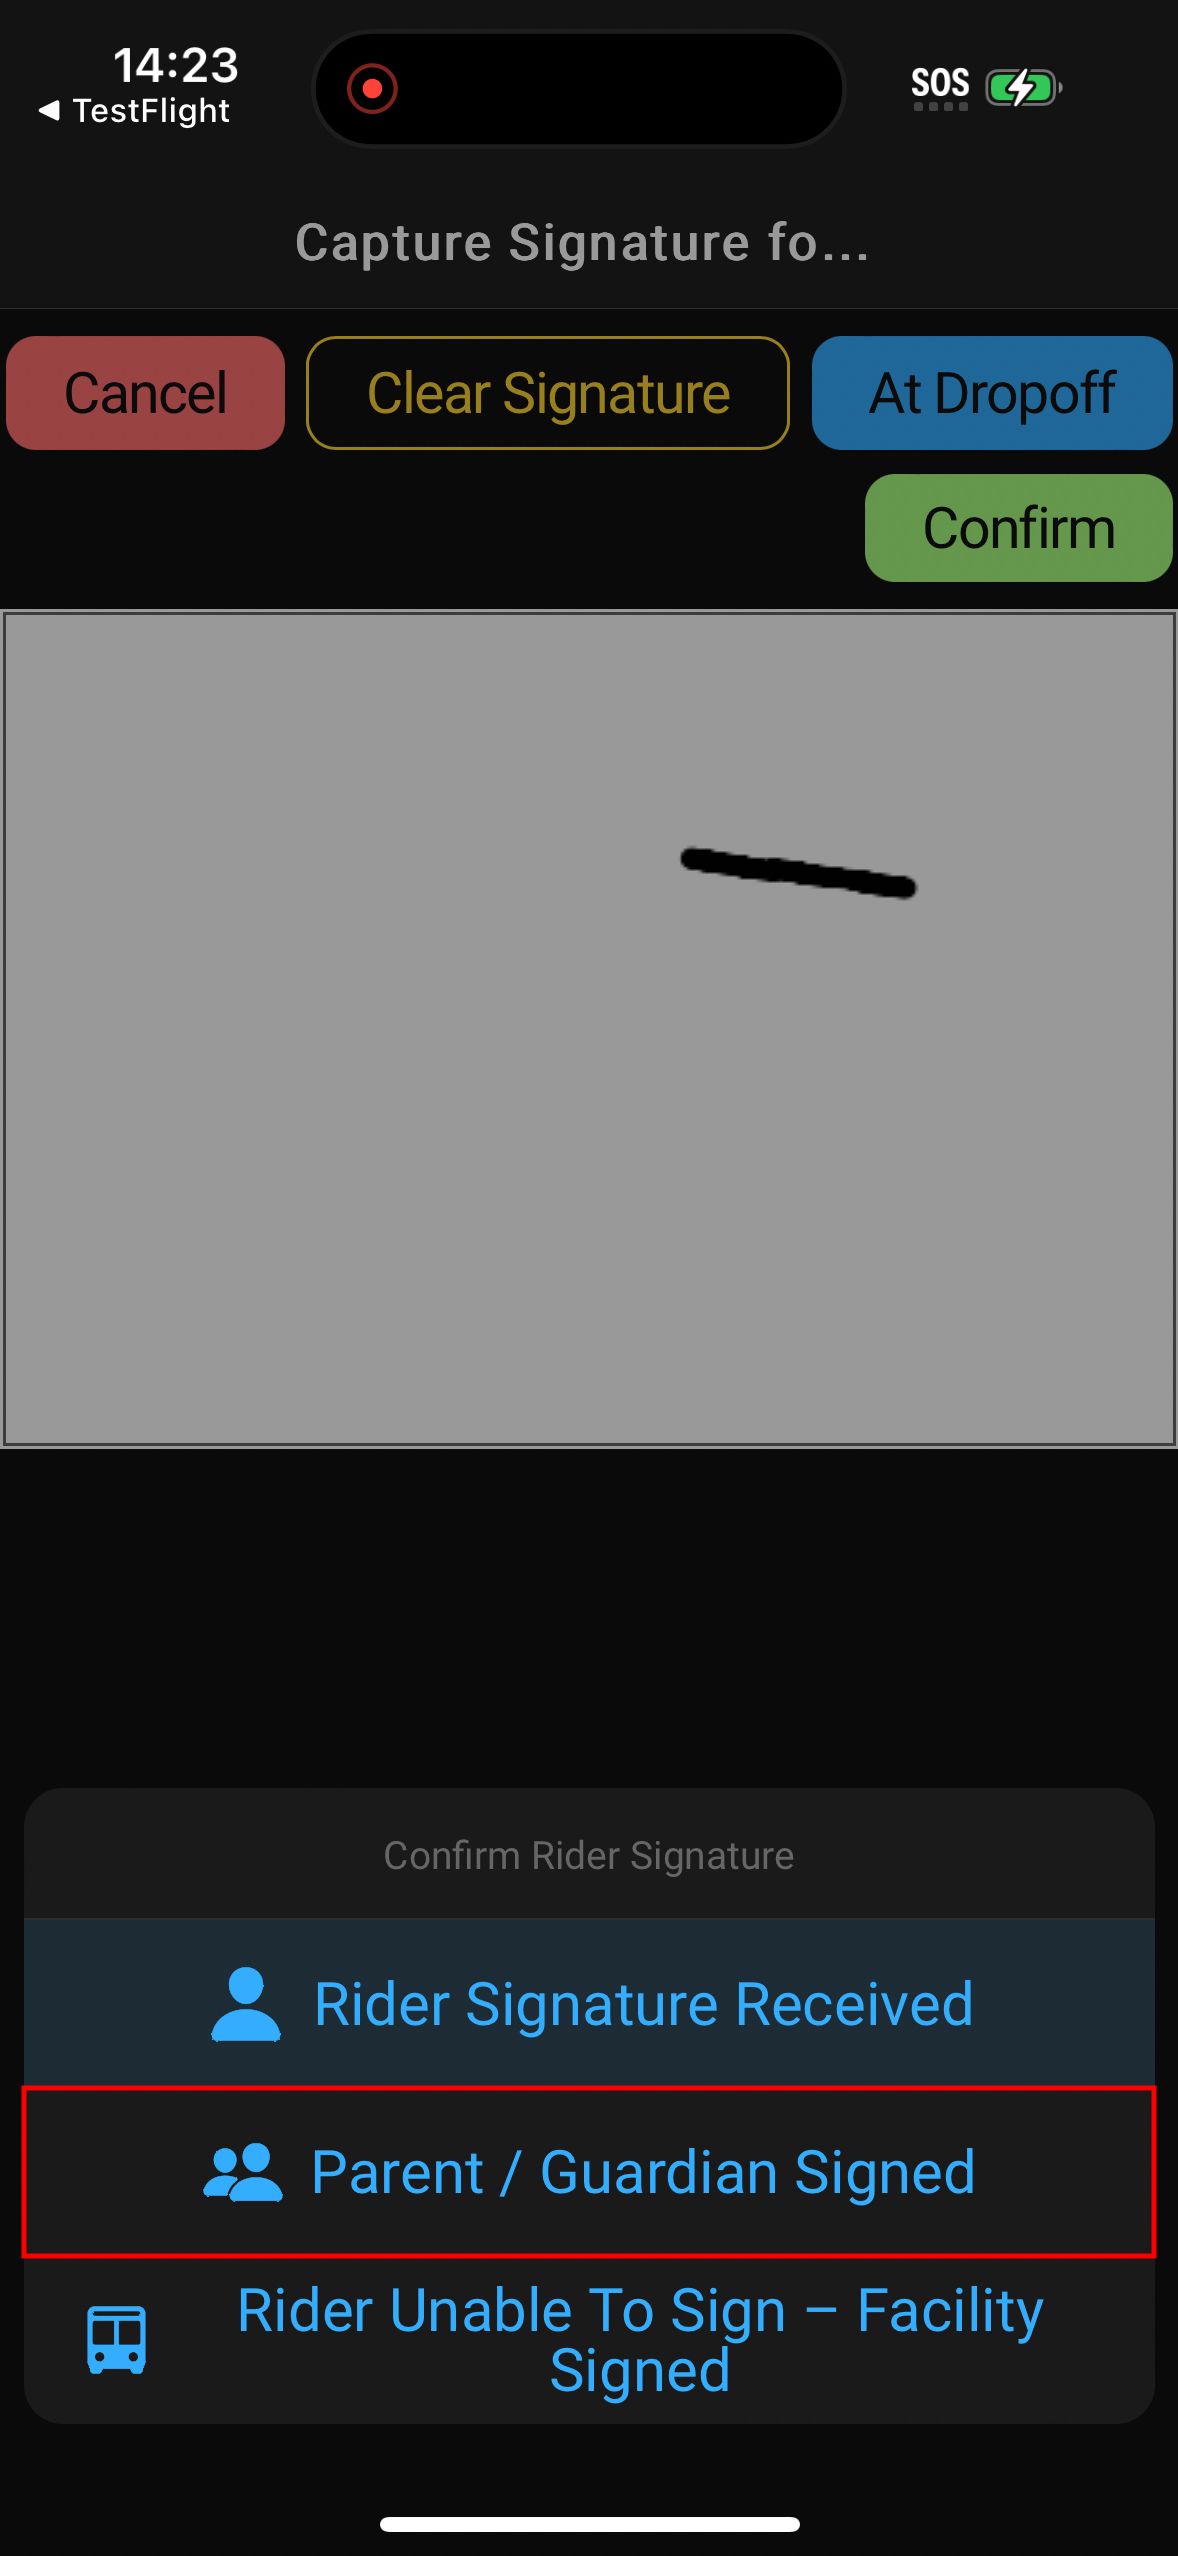 14:23
SOS
◀ TestFlight
Capture Signature fo...
Cancel
Clear Signature
At Dropoff
Confirm
Confirm Rider Signature
Rider Signature Received
Parent / Guardian Signed
Rider Unable To Sign – Facility
Signed